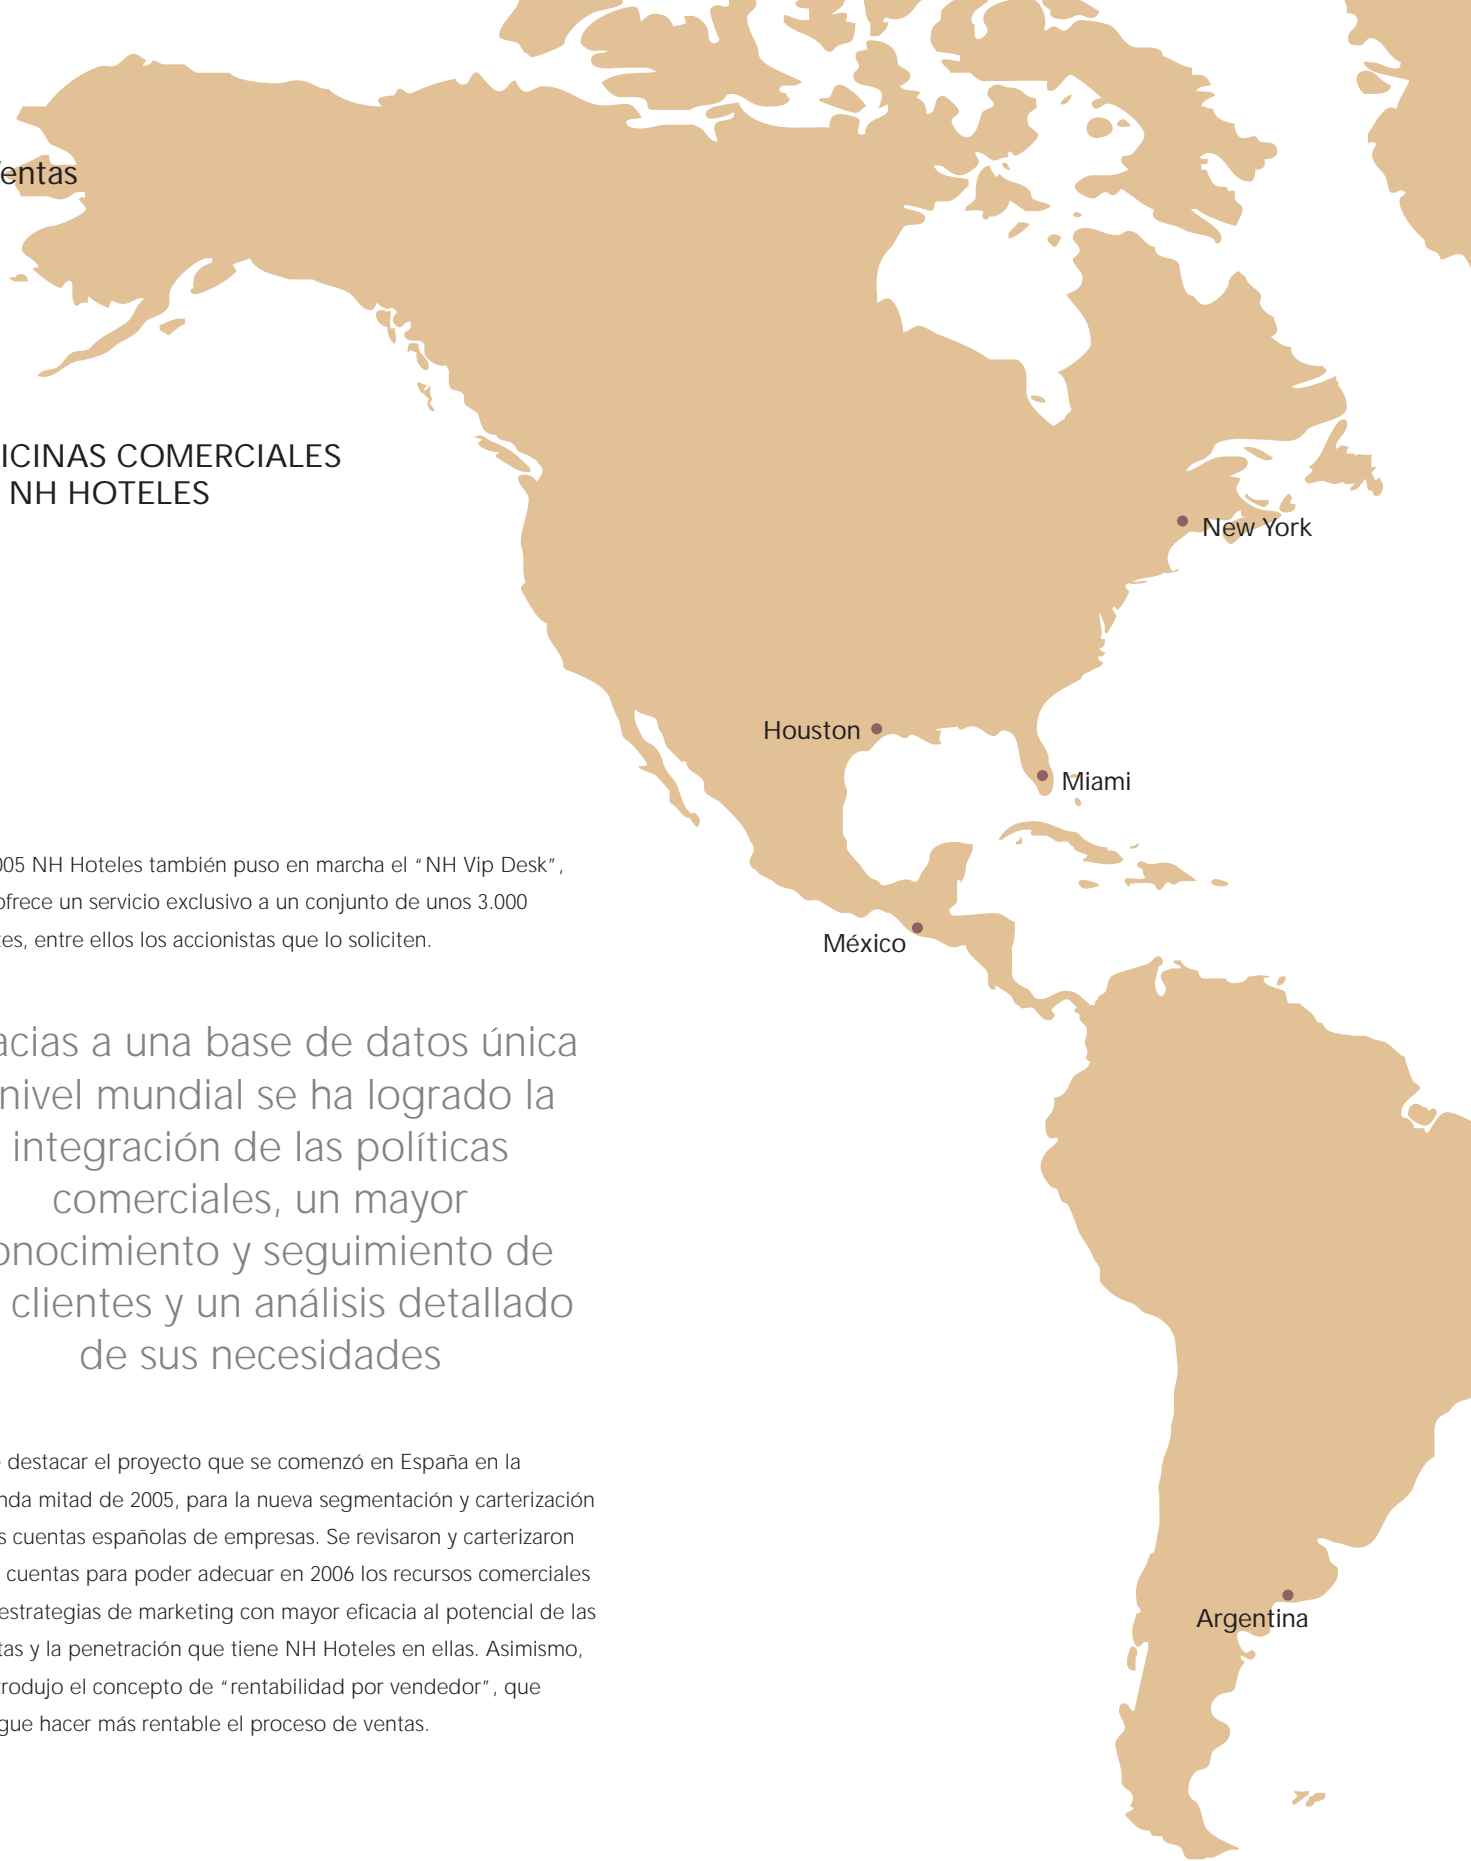 entas
ICINAS COMERCIALES
NH HOTELES
New York
Houston
Miami
México
Argentina
005 NH Hoteles también puso en marcha el “NH Vip Desk”,
ofrece un servicio exclusivo a un conjunto de unos 3.000
tes, entre ellos los accionistas que lo soliciten.
acias a una base de datos única
nivel mundial se ha logrado la
integración de las políticas
comerciales, un mayor
onocimiento y seguimiento de
clientes y un análisis detallado
de sus necesidades
destacar el proyecto que se comenzó en España en la
nda mitad de 2005, para la nueva segmentación y carterización
s cuentas españolas de empresas. Se revisaron y carterizaron
cuentas para poder adecuar en 2006 los recursos comerciales
estrategias de marketing con mayor eficacia al potencial de las
tas y la penetración que tiene NH Hoteles en ellas. Asimismo,
trodujo el concepto de “rentabilidad por vendedor”, que
gue hacer más rentable el proceso de ventas.